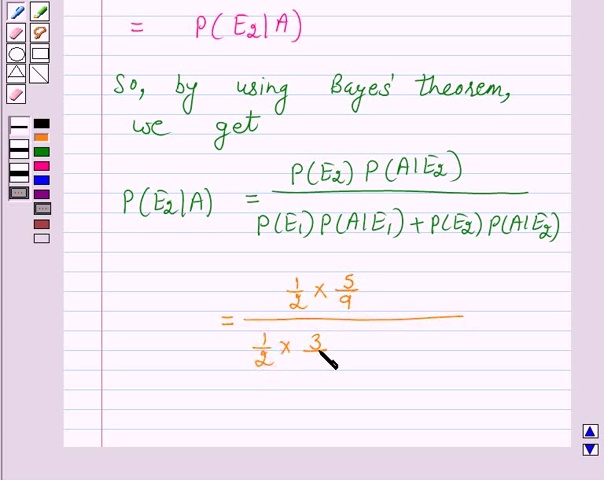 = P(E₂|A)
So, by using Bayes' theorem,
we get
P(E₂|A) = P(E₂) P(A|E₂) / P(E₁)P(A|E₁)+P(E₂)P(A|E₂)
= 1/2 × 5/9 / 1/2 × 3